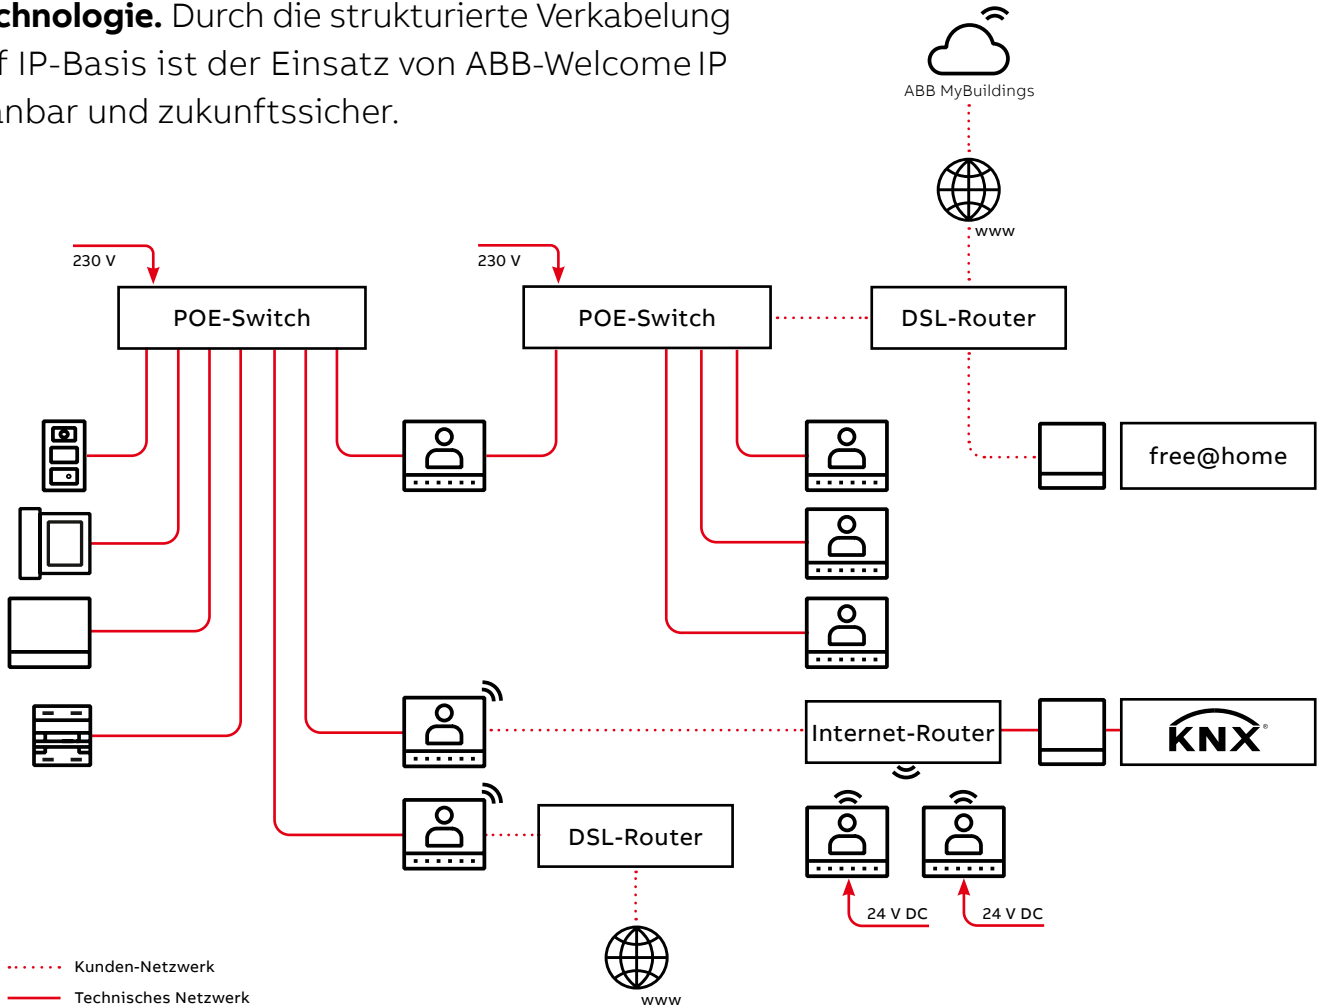 chnologie. Durch die strukturierte Verkabelung
f IP-Basis ist der Einsatz von ABB-Welcome IP
anbar und zukunftssicher.
ABB MyBuildings
www
230 V
230 V
POE-Switch
POE-Switch
DSL-Router
free@home
Internet-Router
KNX®
DSL-Router
24 V DC
24 V DC
Kunden-Netzwerk
www
Technisches Netzwerk